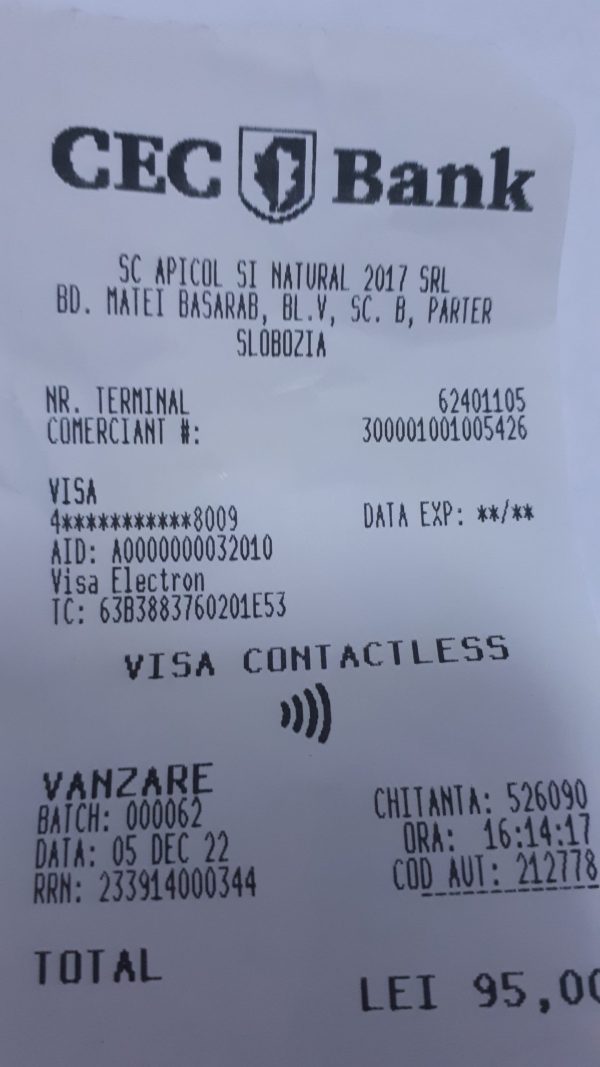 CEC Bank
SC APICOL SI NATURAL 2017 SRL
BD. MATEI BASARAB, BL.V, SC. B, PARTER
SLOBOZIA
NR. TERMINAL 62401105
COMERCIANT #: 300001001005426
VISA
4***********8009 DATA EXP: **/**
AID: A0000000032010
Visa Electron
TC: 63B3883760201E53
VISA CONTACTLESS
VANZARE
BATCH: 000062 CHITANTA: 526090
DATA: 05 DEC 22 ORA: 16:14:17
RRN: 233914000344 COD AUT: 212778
TOTAL LEI 95,00